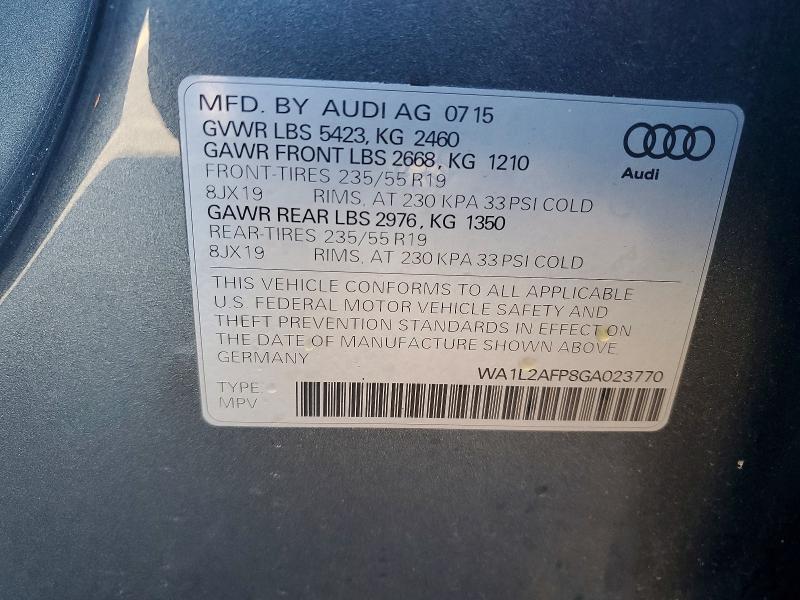 MFD. BY AUDI AG 07 15
GVWR LBS 5423, KG 2460
GAWR FRONT LBS 2668, KG 1210
FRONT-TIRES 235/55 R19
8JX19 RIMS, AT 230 KPA 33 PSI COLD
GAWR REAR LBS 2976, KG 1350
REAR-TIRES 235/55 R19
8JX19 RIMS, AT 230 KPA 33 PSI COLD
Audi
THIS VEHICLE CONFORMS TO ALL APPLICABLE
U.S. FEDERAL MOTOR VEHICLE SAFETY AND
THEFT PREVENTION STANDARDS IN EFFECT ON
THE DATE OF MANUFACTURE SHOWN ABOVE
GERMANY
WA1L2AFP8GA023770
TYPE:
MPV